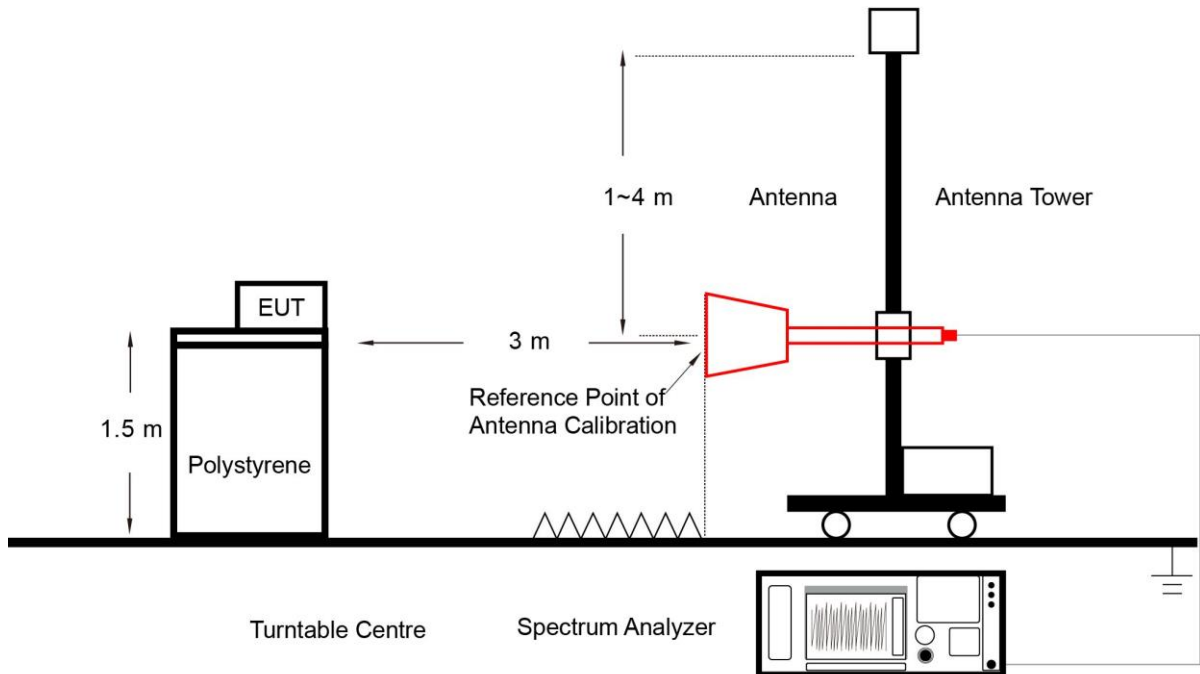 1~4 m
Antenna
Antenna Tower
EUT
3 m
Reference Point of
Antenna Calibration
1.5 m
Polystyrene
Turntable Centre
Spectrum Analyzer